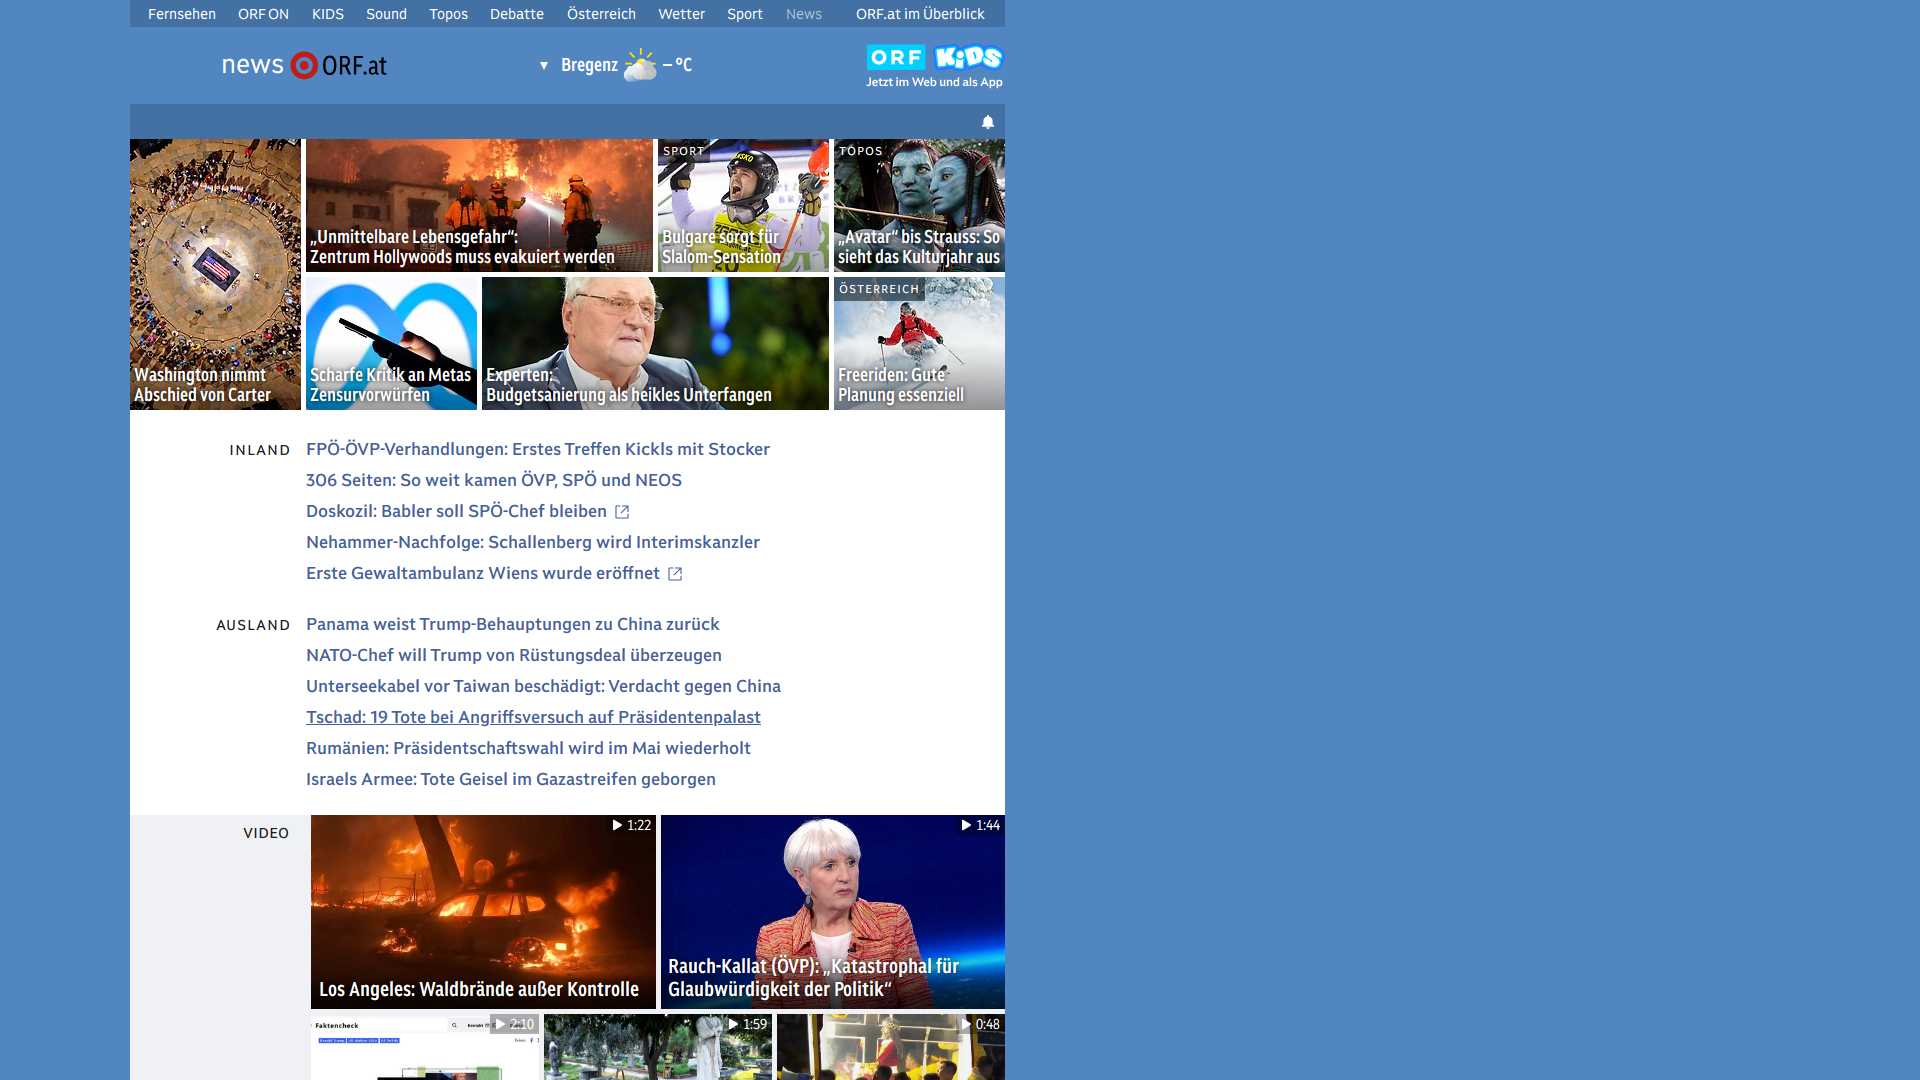 Fernsehen ORF ON KIDS Sound Topos Debatte Österreich Wetter Sport News ORF.at im Überblick
news ORF.at
▼ Bregenz – °C
ORF KiDS
Jetzt im Web und als App
Washington nimmt
Abschied von Carter
„Unmittelbare Lebensgefahr“:
Zentrum Hollywoods muss evakuiert werden
SPORT
Bulgare sorgt für
Slalom-Sensation
TOPOS
„Avatar“ bis Strauss: So
sieht das Kulturjahr aus
Scharfe Kritik an Metas
Zensurvorwürfen
Experten:
Budgetsanierung als heikles Unterfangen
ÖSTERREICH
Freeriden: Gute
Planung essenziell
INLAND
FPÖ-ÖVP-Verhandlungen: Erstes Treffen Kickls mit Stocker
306 Seiten: So weit kamen ÖVP, SPÖ und NEOS
Doskozil: Babler soll SPÖ-Chef bleiben
Nehammer-Nachfolge: Schallenberg wird Interimskanzler
Erste Gewaltambulanz Wiens wurde eröffnet
AUSLAND
Panama weist Trump-Behauptungen zu China zurück
NATO-Chef will Trump von Rüstungsdeal überzeugen
Unterseekabel vor Taiwan beschädigt: Verdacht gegen China
Tschad: 19 Tote bei Angriffsversuch auf Präsidentenpalast
Rumänien: Präsidentschaftswahl wird im Mai wiederholt
Israels Armee: Tote Geisel im Gazastreifen geborgen
VIDEO
1:22
Los Angeles: Waldbrände außer Kontrolle
1:44
Rauch-Kallat (ÖVP): „Katastrophal für
Glaubwürdigkeit der Politik“
Faktencheck
2:10
1:59
0:48